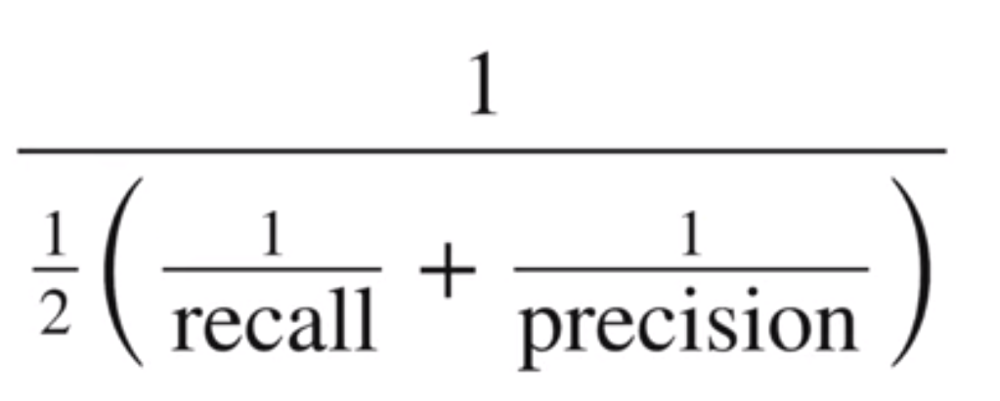 1
1 1 1
2 ( recall + precision )